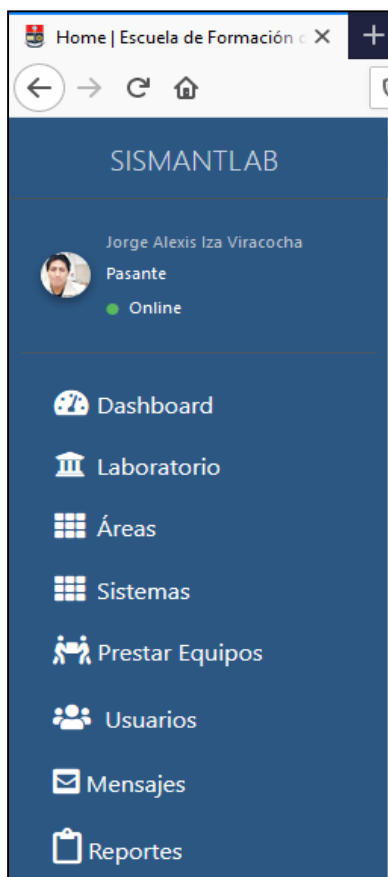 Home | Escuela de Formación
SISMANTLAB
Jorge Alexis Iza Viracocha
Pasante
Online
Dashboard
Laboratorio
Áreas
Sistemas
Prestar Equipos
Usuarios
Mensajes
Reportes